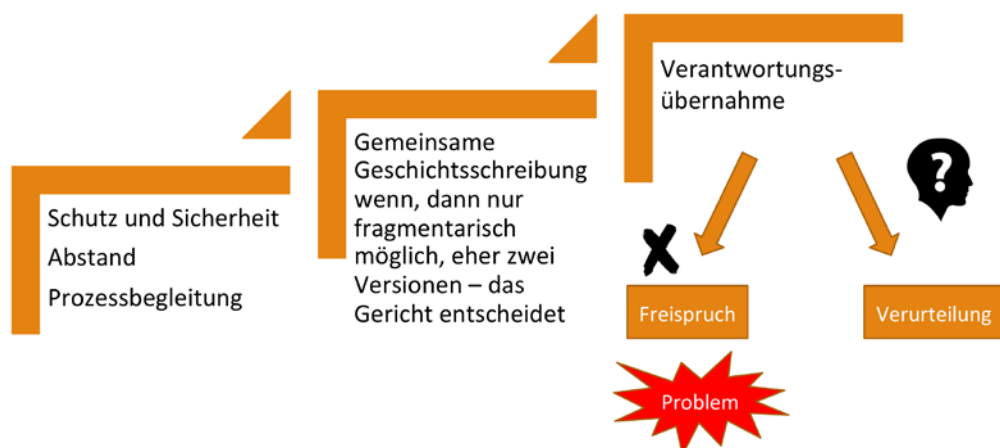 Schutz und Sicherheit
Abstand
Prozessbegleitung
Gemeinsame
Geschichtsschreibung
wenn, dann nur
fragmentarisch
möglich, eher zwei
Versionen – das
Gericht entscheidet
Verantwortungs-
übernahme
?
Freispruch
Verurteilung
Problem